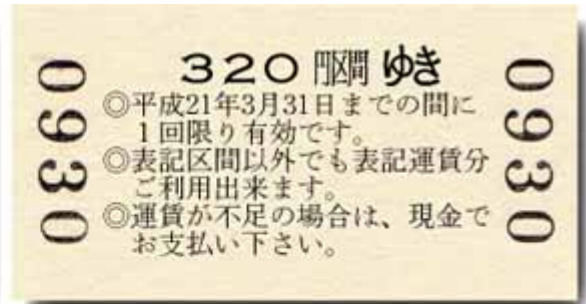 320円区間ゆき
◎平成21年3月31日までの間に
1回限り有効です。
◎表記区間以外でも表記運賃分
ご利用出来ます。
◎運賃が不足の場合は、現金で
お支払い下さい。
0930
0930